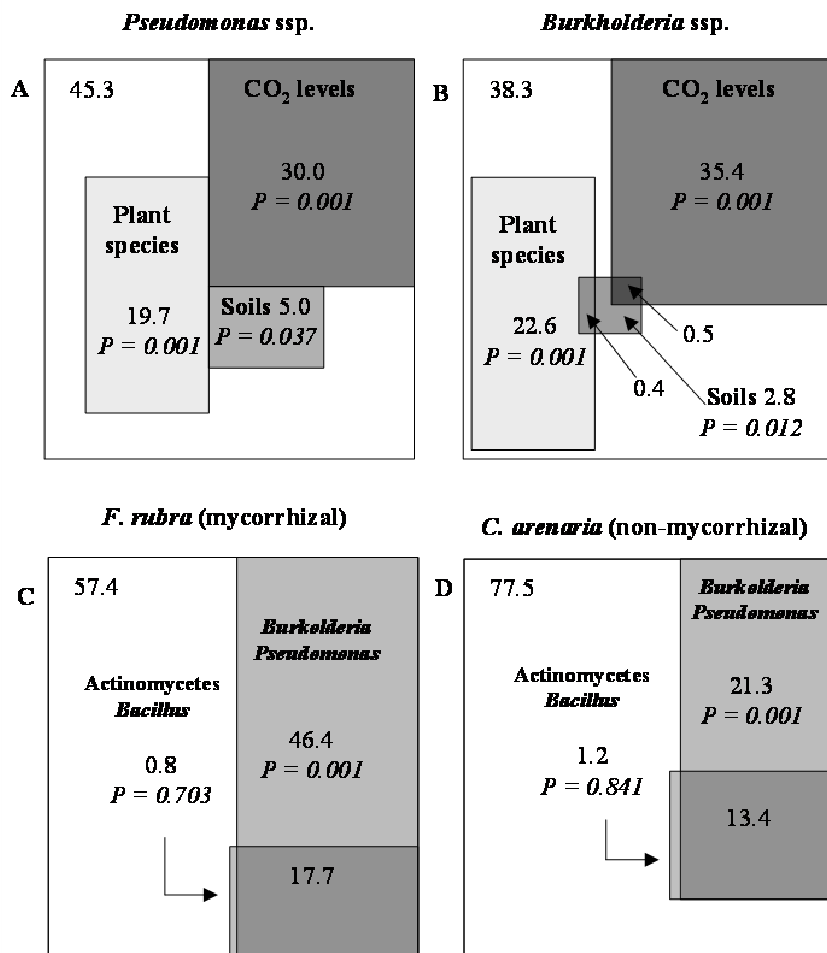 Pseudomonas ssp.
Burkholderia ssp.
A
45.3
CO₂ levels
30.0
P = 0.001
Plant
species
19.7
P = 0.001
Soils 5.0
P = 0.037
B
38.3
CO₂ levels
35.4
P = 0.001
Plant
species
22.6
P = 0.001
0.5
0.4
Soils 2.8
P = 0.012
F. rubra (mycorrhizal)
C. arenaria (non-mycorrhizal)
C
57.4
Burkolderia
Pseudomonas
46.4
P = 0.001
Actinomycetes
Bacillus
0.8
P = 0.703
17.7
D
77.5
Burkolderia
Pseudomonas
21.3
P = 0.001
Actinomycetes
Bacillus
1.2
P = 0.841
13.4